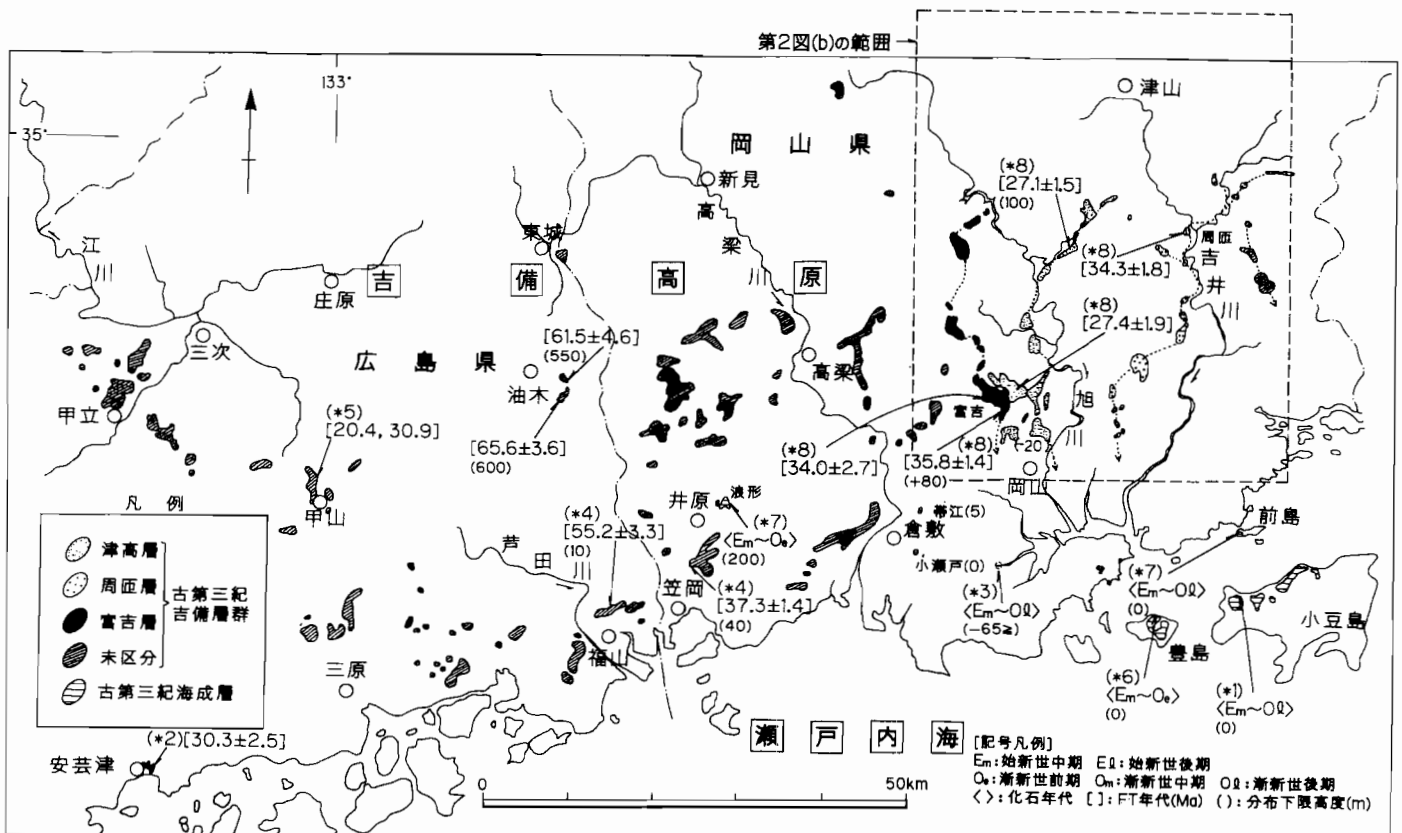 第2図(b)の範囲
133°
35°
津山
岡山県
新見
高梁川
(*8)
[27.1±1.5]
(100)
東城
江川
庄原
吉備高原
周匝
吉井川
(*8)
[34.3±1.8]
(*8)
[27.4±1.9]
三次
広島県
[61.5±4.6]
(550)
油木
高梁
旭川
甲立
(*5)
[20.4, 30.9]
[65.6±3.6]
(600)
富吉
(*8)
[34.0±2.7]
(*8)
[35.8±1.4]
(+80)
(-20)
岡山
甲山
井原
浪形
(*7)
〈Em~Oe〉
(200)
倉敷
帯江(5)
前島
(*4)
[55.2±3.3]
(10)
芦田川
小瀬戸(0)
(*3)
〈Em~Oℓ〉
(-65≧)
(*7)
〈Em~Oℓ〉
(0)
笠岡
(*4)
[37.3±1.4]
(40)
小豆島
豊島
福山
三原
(*6)
〈Em~Oe〉
(0)
(*1)
〈Em~Oℓ〉
(0)
凡例
津高層
周匝層
富吉層
未区分
古第三紀吉備層群
古第三紀海成層
瀬戸内海
安芸津
(*2)[30.3±2.5]
0
50km
[記号凡例]
Em:始新世中期 Eℓ:始新世後期
Oe:漸新世前期 Om:漸新世中期 Oℓ:漸新世後期
〈 〉:化石年代 [ ]:FT年代(Ma) ( ):分布下限高度(m)